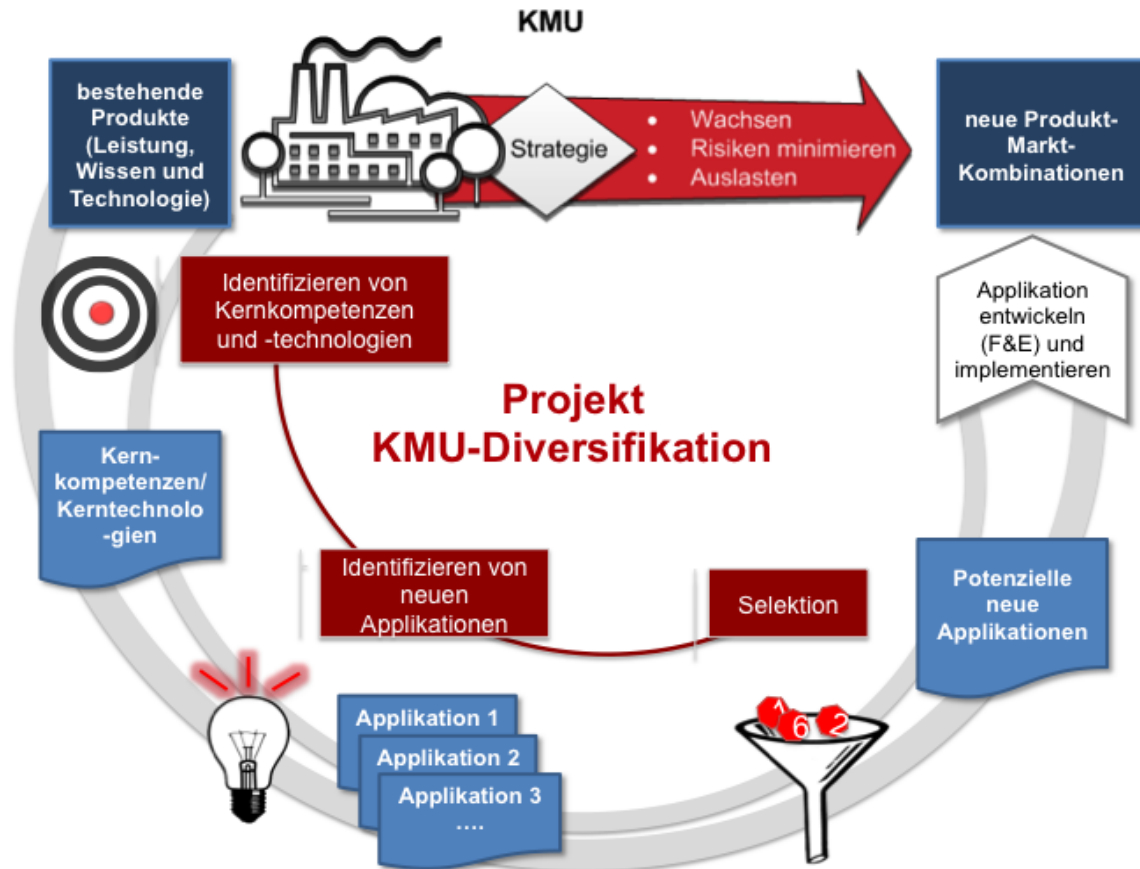 KMU
bestehende
Produkte
(Leistung,
Wissen und
Technologie)
Strategie
• Wachsen
• Risiken minimieren
• Auslasten
neue Produkt-
Markt-
Kombinationen
Identifizieren von
Kernkompetenzen
und -technologien
Applikation
entwickeln
(F&E) und
implementieren
Projekt
KMU-Diversifikation
Kern-
kompetenzen/
Kerntechnolo
-gien
Identifizieren von
neuen
Applikationen
Selektion
Potenzielle
neue
Applikationen
Applikation 1
Applikation 2
Applikation 3
....
1
6
2